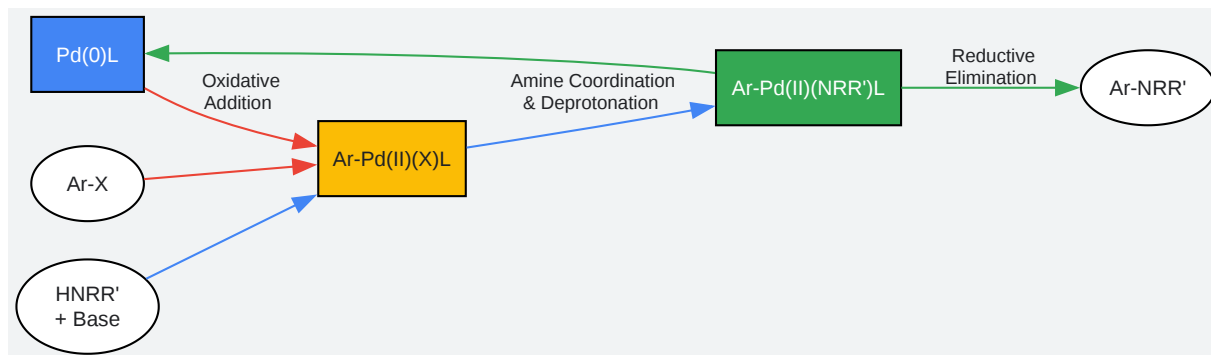 Pd(0)L
Oxidative
Addition
Ar-X
HNRR'
+ Base
Ar-Pd(II)(X)L
Amine Coordination
& Deprotonation
Ar-Pd(II)(NRR')L
Reductive
Elimination
Ar-NRR'